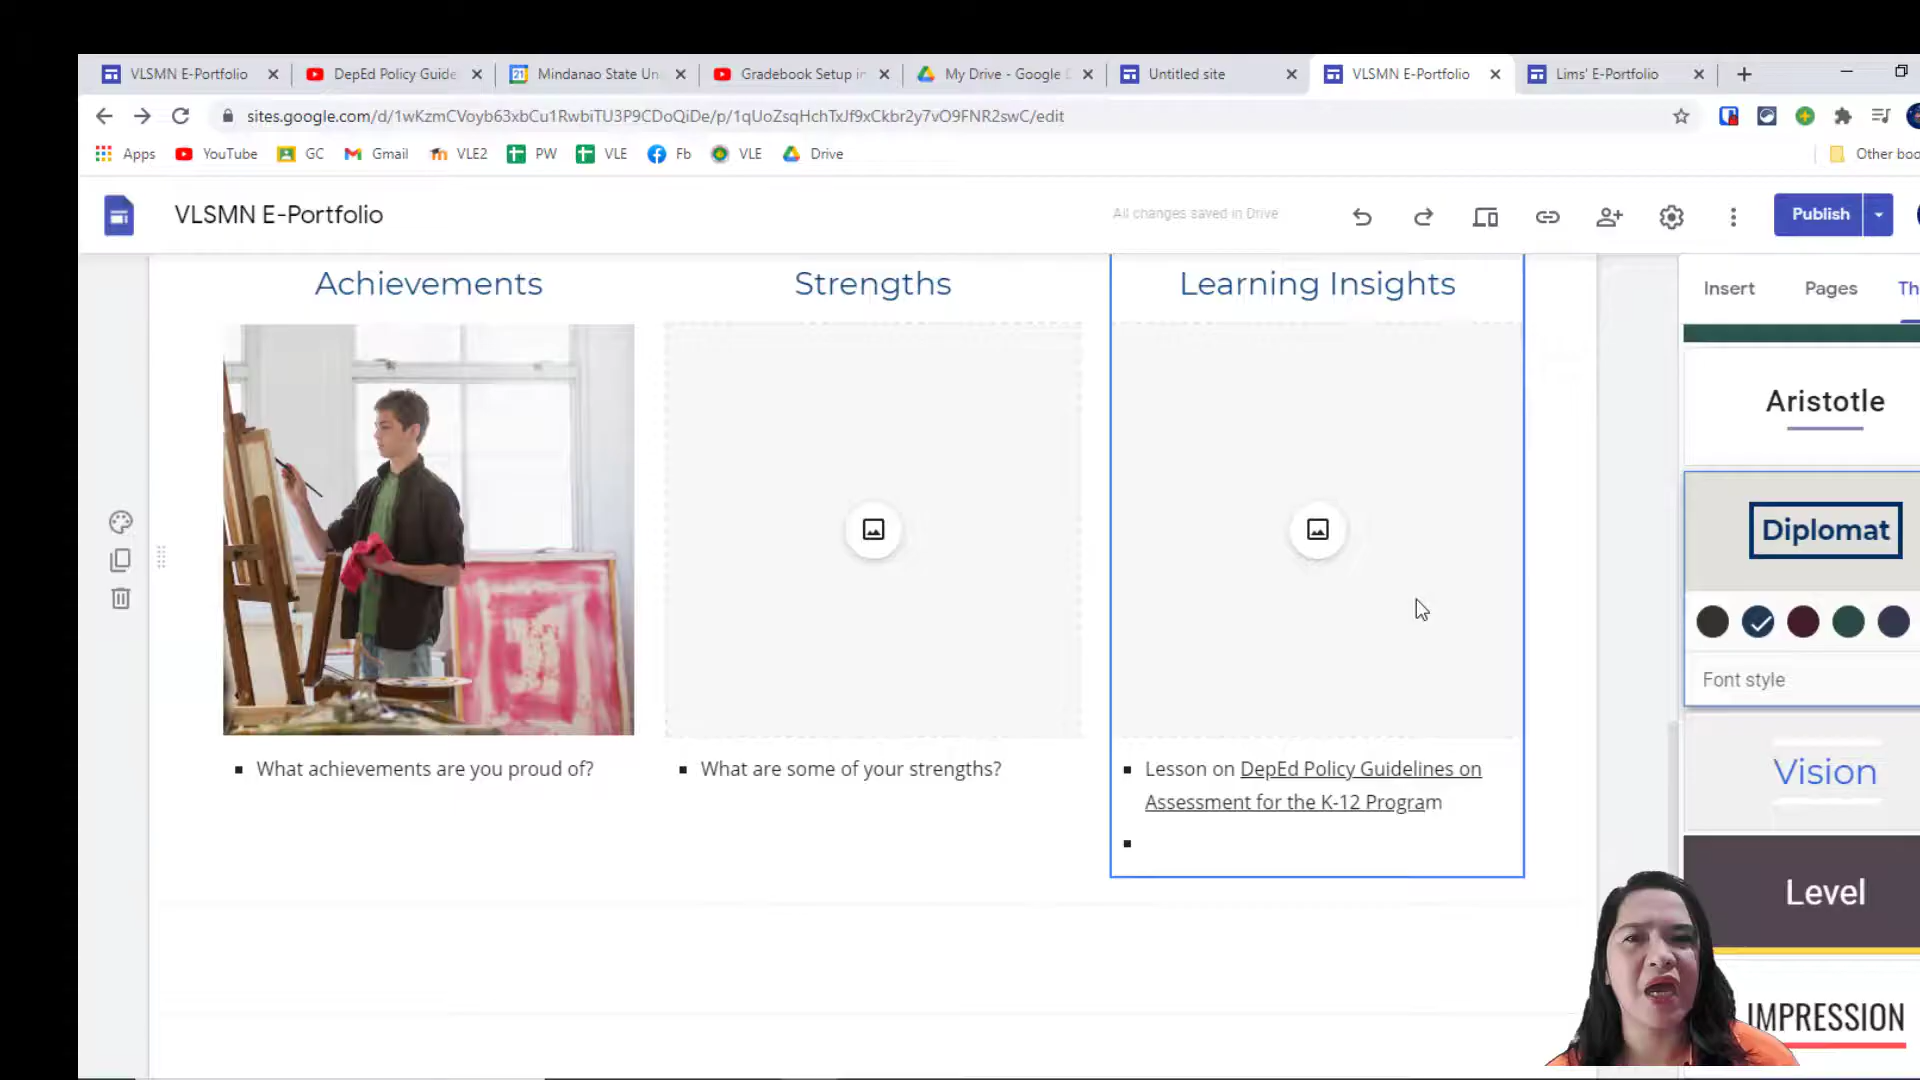 VLSMN E-Portfolio
DepEd Policy Guide
Mindanao State Un
Gradebook Setup in
My Drive - Google
Untitled site
VLSMN E-Portfolio
Lims' E-Portfolio
sites.google.com/d/1wKzmCVoyb63xbCu1RwbiTU3P9CDoQiDe/p/1qUoZsqHchTxJf9xCkbr2y7vO9FNR2swC/edit
Apps
YouTube
GC
Gmail
VLE2
PW
VLE
Fb
VLE
Drive
Other boo
VLSMN E-Portfolio
All changes saved in Drive
Publish
Insert
Pages
Th
Achievements
Strengths
Learning Insights
Aristotle
Diplomat
Font style
Vision
Level
IMPRESSION
What achievements are you proud of?
What are some of your strengths?
Lesson on DepEd Policy Guidelines on
Assessment for the K-12 Program